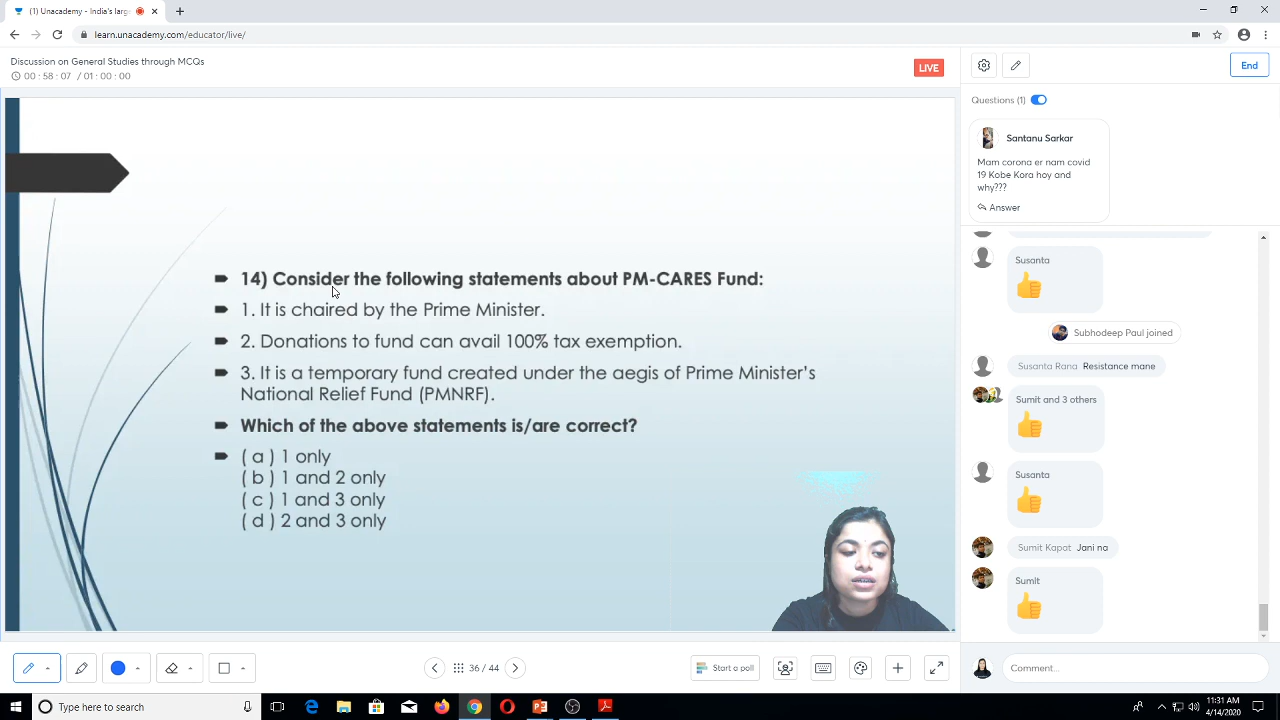 (1) Unacademy - India's larg
learn.unacademy.com/educator/live/
Discussion on General Studies through MCQs
00 : 58 : 07 / 01 : 00 : 00
LIVE
End
Questions (1)
Santanu Sarkar
Mam corona er nam covid
19 Kobe Kora hoy and
why???
Answer
14) Consider the following statements about PM-CARES Fund:
1. It is chaired by the Prime Minister.
2. Donations to fund can avail 100% tax exemption.
3. It is a temporary fund created under the aegis of Prime Minister's
National Relief Fund (PMNRF).
Which of the above statements is/are correct?
( a ) 1 only
( b ) 1 and 2 only
( c ) 1 and 3 only
( d ) 2 and 3 only
Susanta
Subhodeep Paul joined
Susanta Rana Resistance mane
Sumit and 3 others
Susanta
Sumit Kapat Jani na
Sumit
36 / 44
Start a poll
Comment...
Type here to search
11:31 AM
4/14/2020